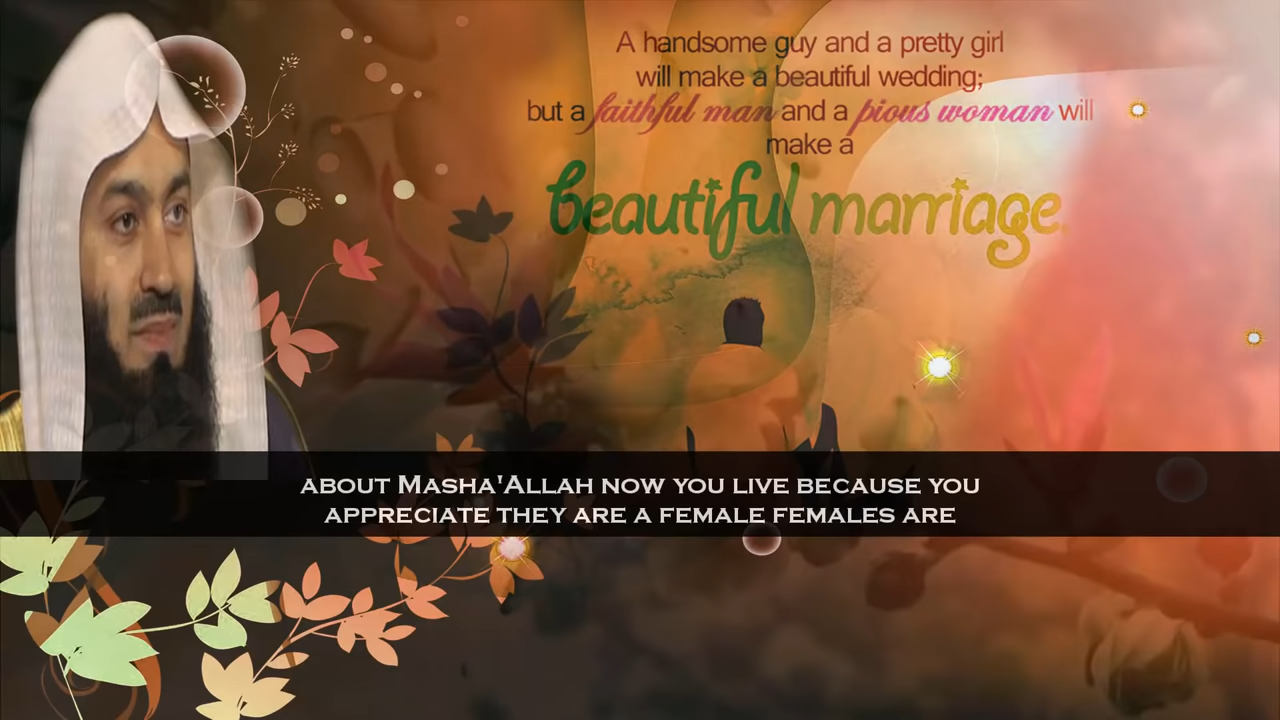 A handsome guy and a pretty girl
will make a beautiful wedding;
but a faithful man and a pious woman will
make a
beautiful marriage.
ABOUT MASHA'ALLAH NOW YOU LIVE BECAUSE YOU
APPRECIATE THEY ARE A FEMALE FEMALES ARE